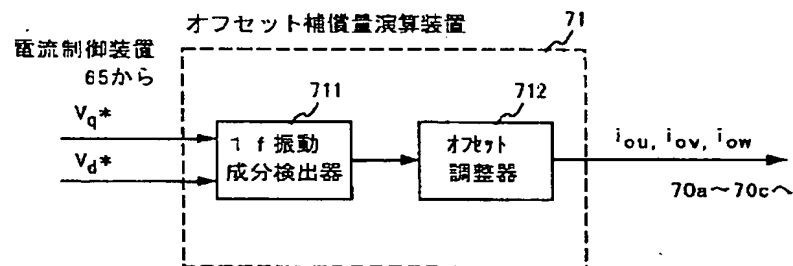 オフセット補償量演算装置
71
電流制御装置
65から
Vq*
Vd*
711
1f振動
成分検出器
712
オフセット
調整器
iou, iov, iow
70a～70cへ